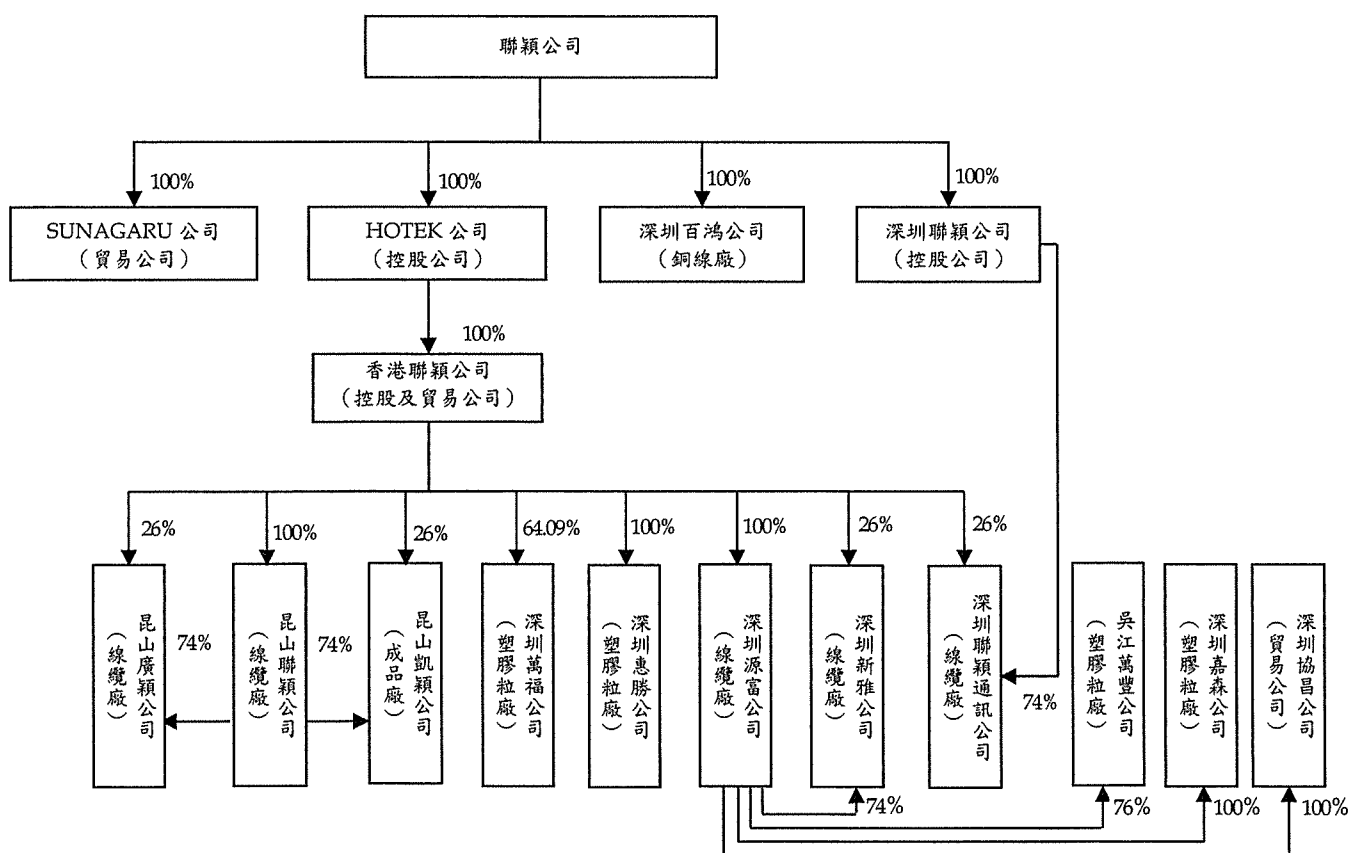 聯穎公司
100%
100%
100%
100%
SUNAGARU 公司
（貿易公司）
HOTEK 公司
（控股公司）
深圳百鴻公司
（銅線廠）
深圳聯穎公司
（控股公司）
100%
香港聯穎公司
（控股及貿易公司）
26%
100%
26%
64.09%
100%
100%
26%
26%
昆山廣穎公司
（線纜廠）
74%
昆山聯穎公司
（線纜廠）
74%
昆山凱穎公司
（成品廠）
深圳萬福公司
（塑膠粒廠）
深圳惠勝公司
（塑膠粒廠）
深圳源富公司
（線纜廠）
深圳新雅公司
（線纜廠）
深圳聯穎通訊公司
（線纜廠）
74%
吳江萬豐公司
（塑膠粒廠）
深圳嘉森公司
（塑膠粒廠）
深圳協昌公司
（貿易公司）
74%
76%
100%
100%